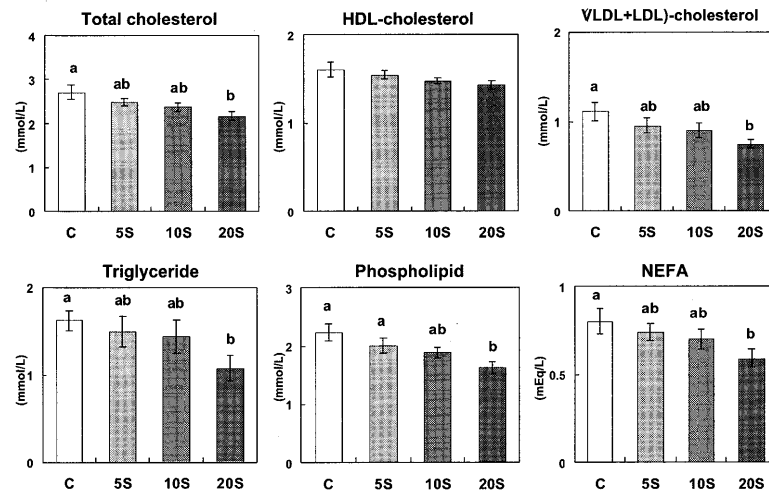 Total cholesterol
HDL-cholesterol
(VLDL+LDL)-cholesterol
4
3
2
1
0
(mmol/L)
a
ab
ab
b
C
5S
10S
20S
2
1
0
(mmol/L)
C
5S
10S
20S
2
1
0
(mmol/L)
a
ab
ab
b
C
5S
10S
20S
Triglyceride
Phospholipid
NEFA
2
1
0
(mmol/L)
a
ab
ab
b
C
5S
10S
20S
3
2
1
0
(mmol/L)
a
a
ab
b
C
5S
10S
20S
1
0.5
0
(mEq/L)
a
ab
ab
b
C
5S
10S
20S